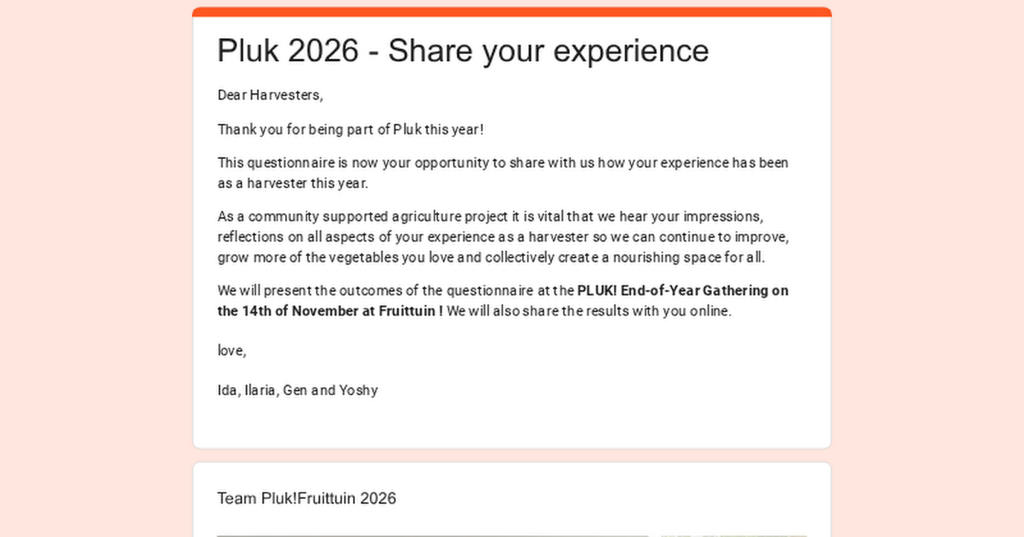 Pluk 2026 - Share your experience
Dear Harvesters,
Thank you for being part of Pluk this year!
This questionnaire is now your opportunity to share with us how your experience has been
as a harvester this year.
As a community supported agriculture project it is vital that we hear your impressions,
reflections on all aspects of your experience as a harvester so we can continue to improve,
grow more of the vegetables you love and collectively create a nourishing space for all.
We will present the outcomes of the questionnaire at the PLUK! End-of-Year Gathering on
the 14th of November at Fruittuin ! We will also share the results with you online.
love,
Ida, Ilaria, Gen and Yoshy
Team Pluk!Fruittuin 2026